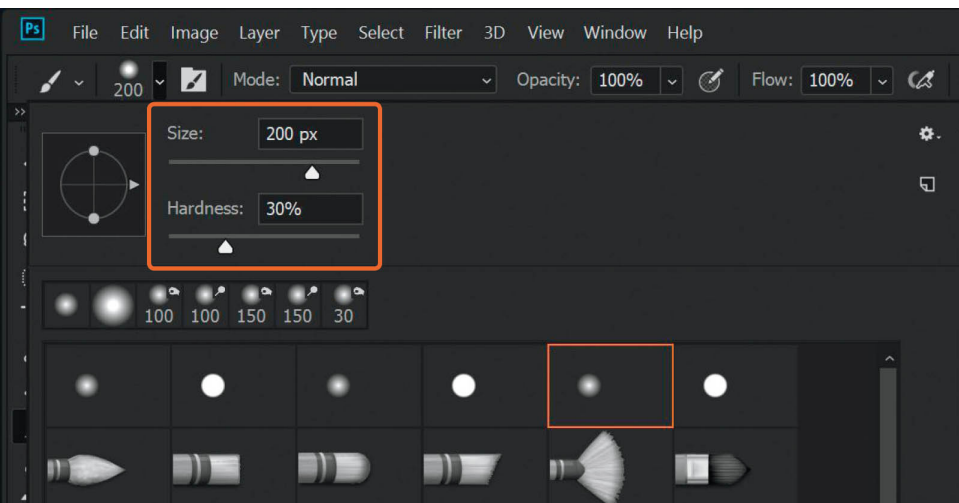 Ps File Edit Image Layer Type Select Filter 3D View Window Help
200 Mode: Normal Opacity: 100% Flow: 100%
Size: 200 px
Hardness: 30%
100 100 150 150 30